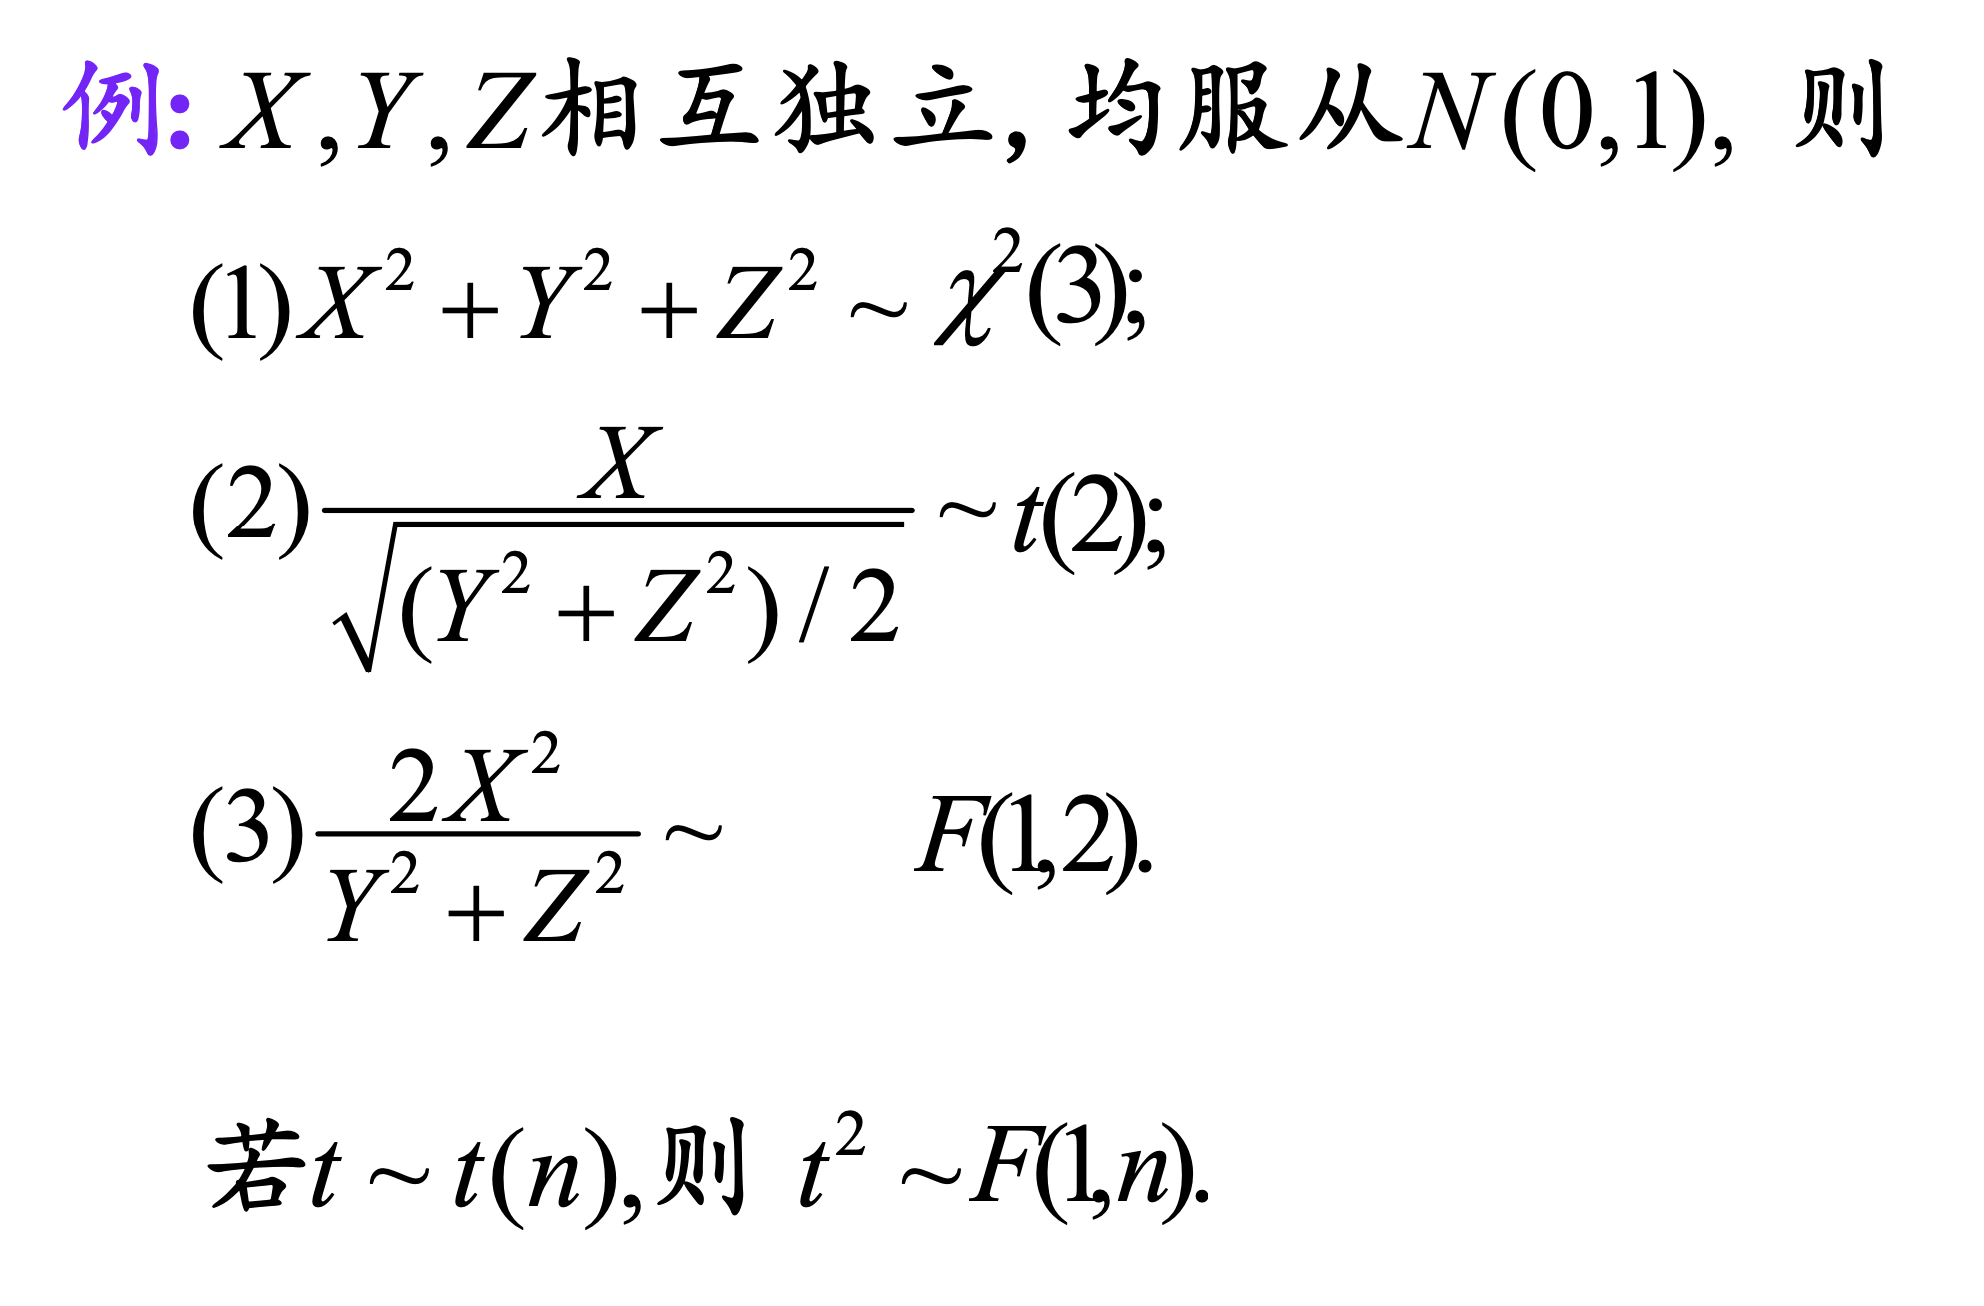 例: X,Y,Z相互独立, 均服从N(0,1), 则
(1) X² + Y² + Z² ~ χ²(3);
(2) X / √((Y² + Z²) / 2) ~ t(2);
(3) 2X² / (Y² + Z²) ~ F(1,2).
若t ~ t(n),则 t² ~ F(1,n).